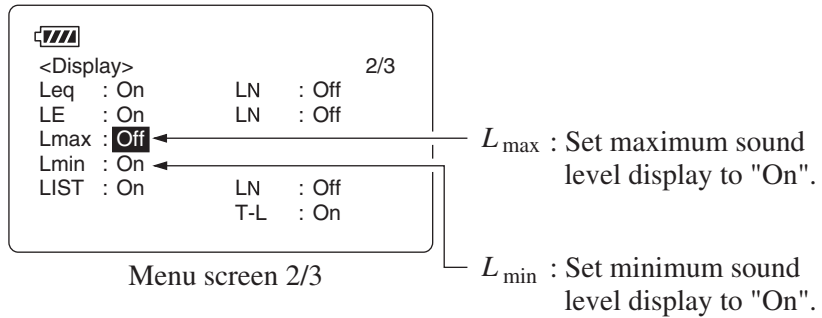 <Display> 2/3
Leq : On LN : Off
LE : On LN : Off
Lmax : Off
Lmin : On
LIST : On LN : Off
T-L : On
Menu screen 2/3
Lmax : Set maximum sound
level display to "On".
Lmin : Set minimum sound
level display to "On".